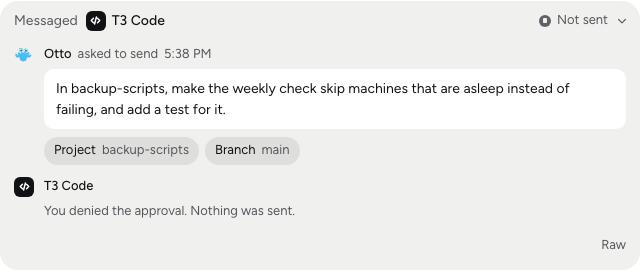 Messaged T3 Code Not sent
Otto asked to send 5:38 PM
In backup-scripts, make the weekly check skip machines that are asleep instead of
failing, and add a test for it.
Project backup-scripts Branch main
T3 Code
You denied the approval. Nothing was sent.
Raw